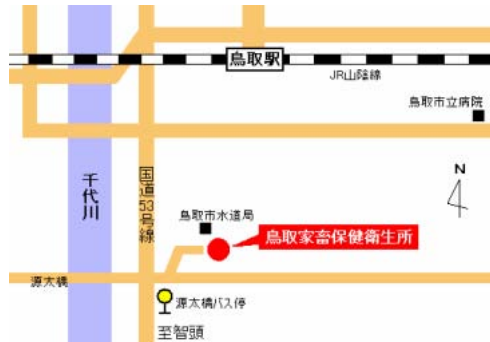 鳥取駅
JR山陰線
鳥取市立病院
N
千代川
国道53号線
鳥取市水道局
鳥取家畜保健衛生所
源太橋
源太橋バス停
至智頭